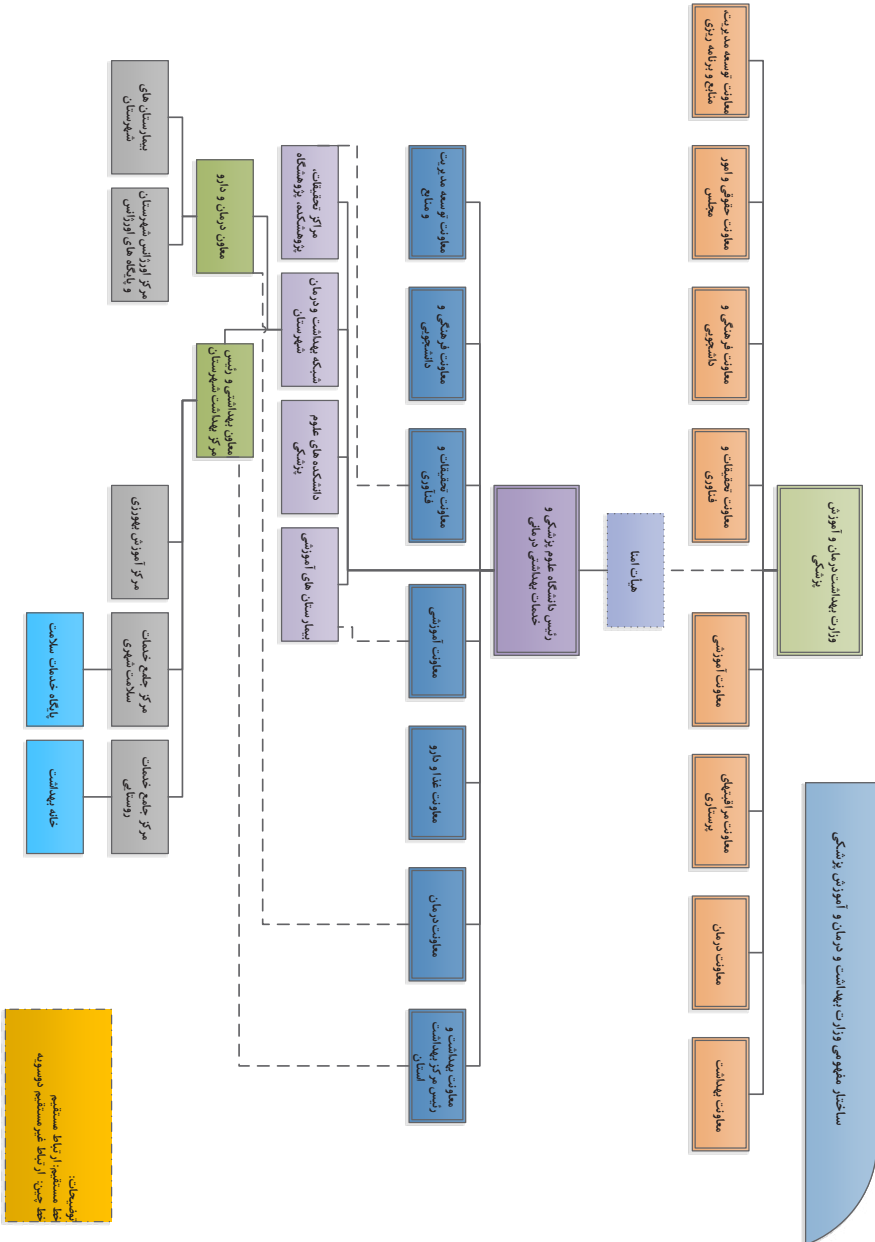 ساختار مفهومی وزارت بهداشت و درمان و آموزش پزشکی
وزارت بهداشت درمان و آموزش
پزشکی
معاونت توسعه مدیریت،
منابع و برنامه ریزی
معاونت حقوقی و امور
مجلس
معاونت فرهنگی و
داشجویی
معاونت تحقیقات و
فناوری
معاونت آموزشی
معاونت مراقبتهای
پرستاری
معاونت درمان
معاونت بهداشت
هیأت امنا
رئیس دانشگاه علوم پزشکی و
خدمات بهداشتی درمانی
معاونت توسعه مدیریت
و منابع
معاونت فرهنگی و
دانشجویی
معاونت تحقیقات و
فنآوری
معاونت آموزشی
معاونت غذا و دارو
معاونت درمان
معاونت بهداشت و
رئیس مرکز بهداشت
استان
مراکز تحقیقات،
پژوهشکده، پژوهشگاه
شبکه بهداشت و درمان
شهرستان
دانشکده های علوم
پزشکی
بیمارستان های آموزشی
معاون درمان و دارو
معاون بهداشتی و رئیس
مرکز بهداشت شهرستان
بیمارستان های
شهرستان
مرکز اورژانس شهرستان
و پایگاه های اورژانس
مرکز آموزش بهورزی
مرکز جامع خدمات
سلامت شهری
مرکز جامع خدمات
روستایی
پایگاه خدمات سلامت
خانه بهداشت
توضیحات:
خط مستقیم: ارتباط مستقیم
خط چین: ارتباط غیر مستقیم دوسویه